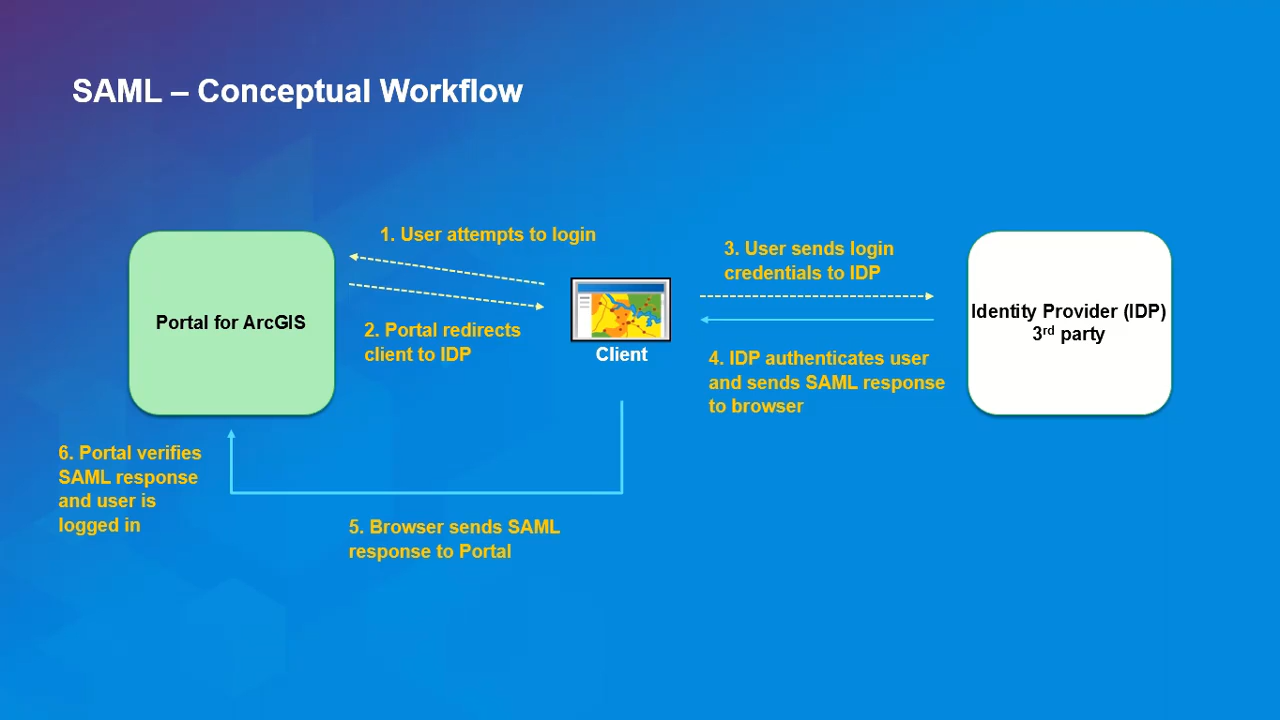 SAML – Conceptual Workflow
1. User attempts to login
3. User sends login
credentials to IDP
Portal for ArcGIS
2. Portal redirects
client to IDP
Client
Identity Provider (IDP)
3rd party
4. IDP authenticates user
and sends SAML response
to browser
6. Portal verifies
SAML response
and user is
logged in
5. Browser sends SAML
response to Portal